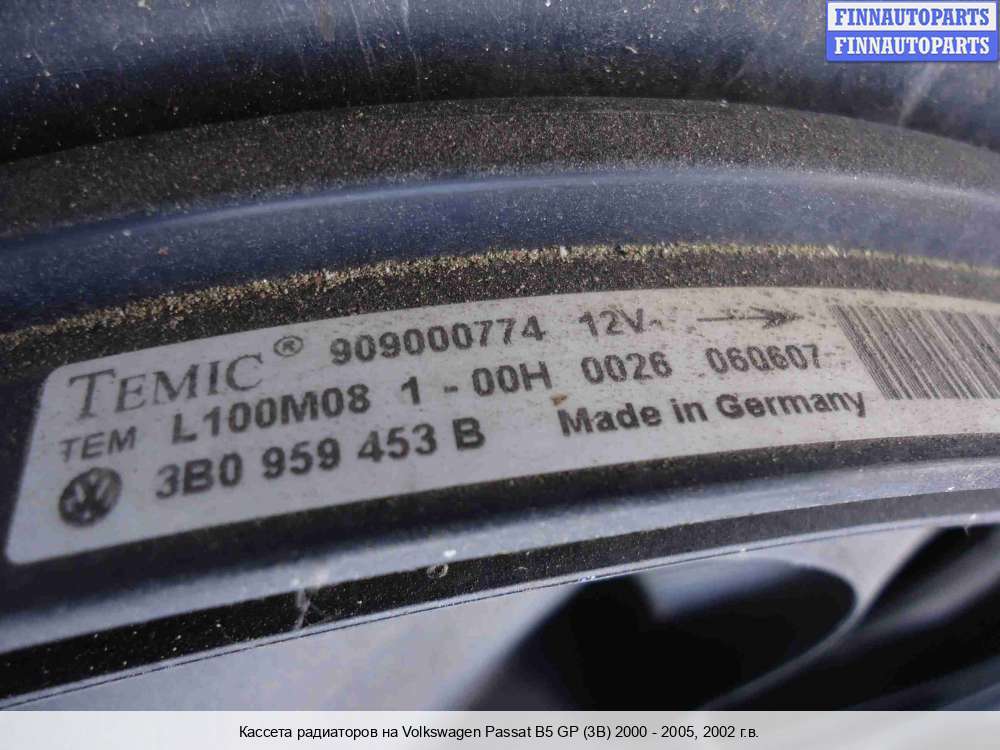 FINNAUTOPARTS
FINNAUTOPARTS
TEMIC® 909000774 12V
TEM L100M08 1-00H 0026 060607
3B0 959 453 B Made in Germany
Кассета радиаторов на Volkswagen Passat B5 GP (3B) 2000 - 2005, 2002 г.в.